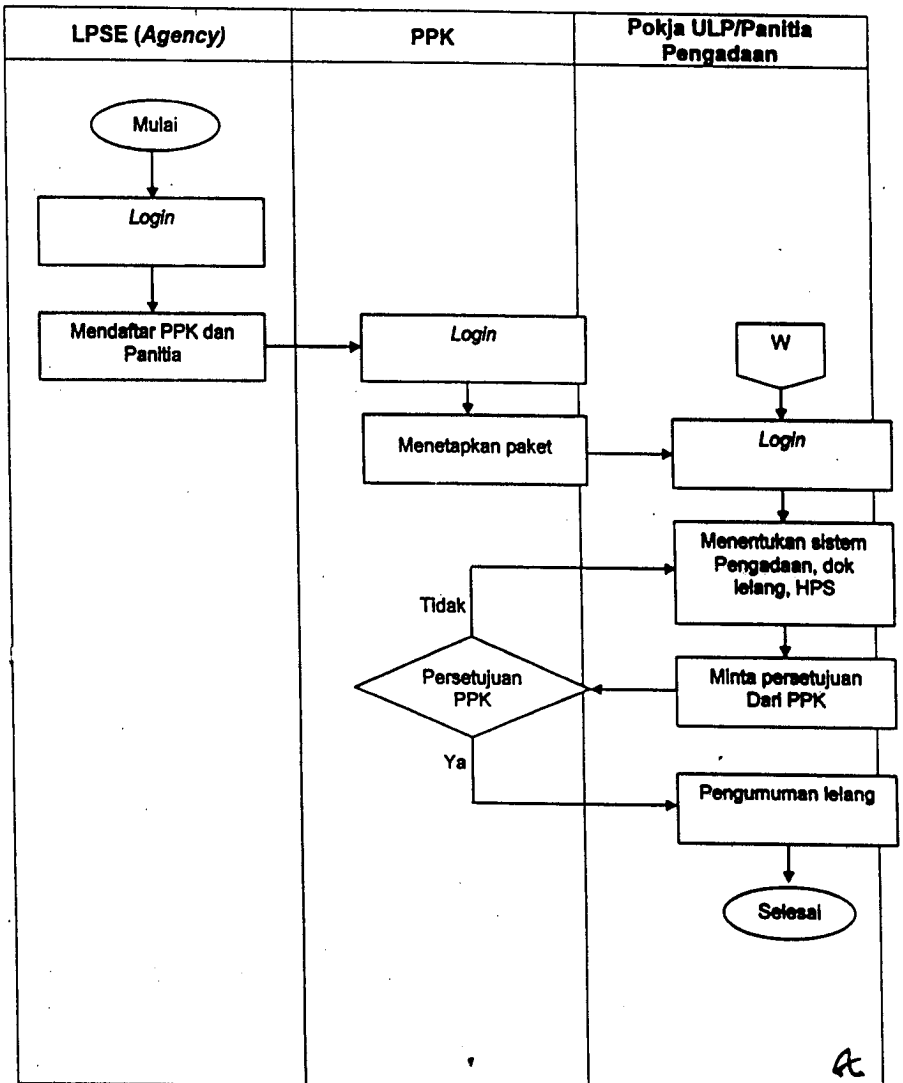 LPSE (Agency)
PPK
Pokja ULP/Panitia
Pengadaan
Mulai
Login
Mendaftar PPK dan
Panitia
Login
W
Menetapkan paket
Login
Menentukan sistem
Pengadaan, dok
lelang, HPS
Tidak
Persetujuan
PPK
Minta persetujuan
Dari PPK
Ya
Pengumuman lelang
Selesai